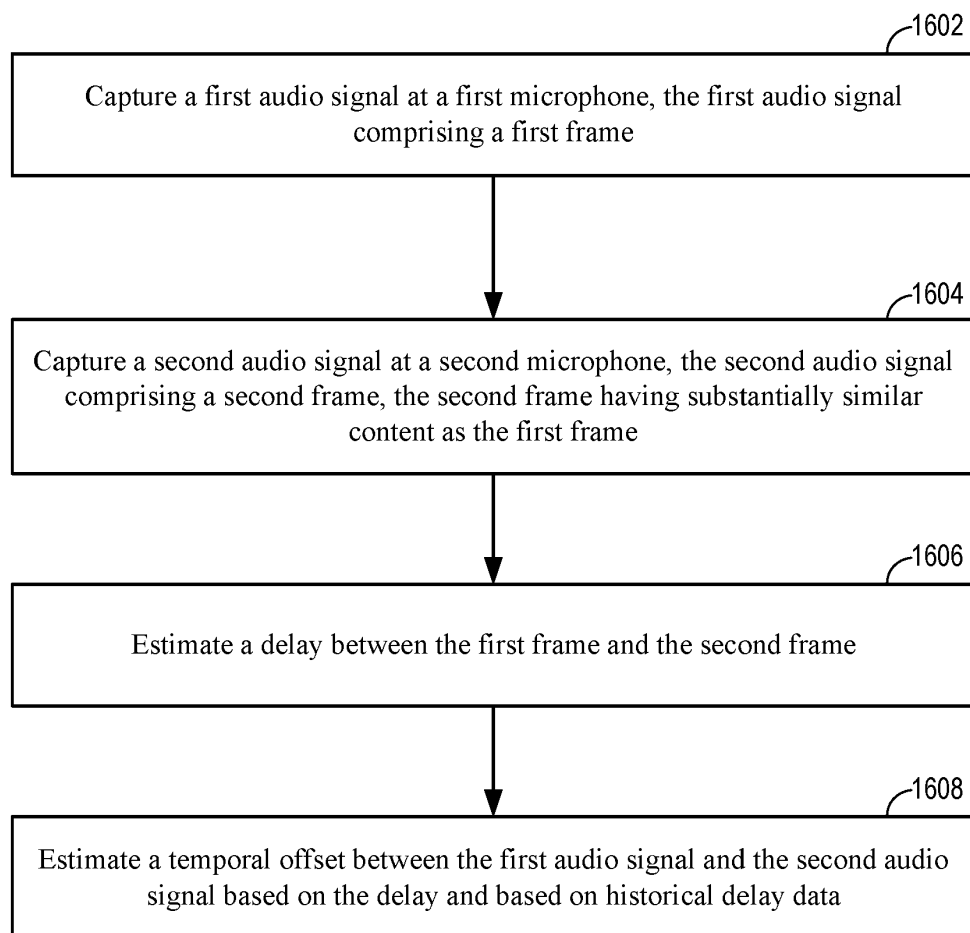 1602
Capture a first audio signal at a first microphone, the first audio signal
comprising a first frame
1604
Capture a second audio signal at a second microphone, the second audio signal
comprising a second frame, the second frame having substantially similar
content as the first frame
1606
Estimate a delay between the first frame and the second frame
1608
Estimate a temporal offset between the first audio signal and the second audio
signal based on the delay and based on historical delay data